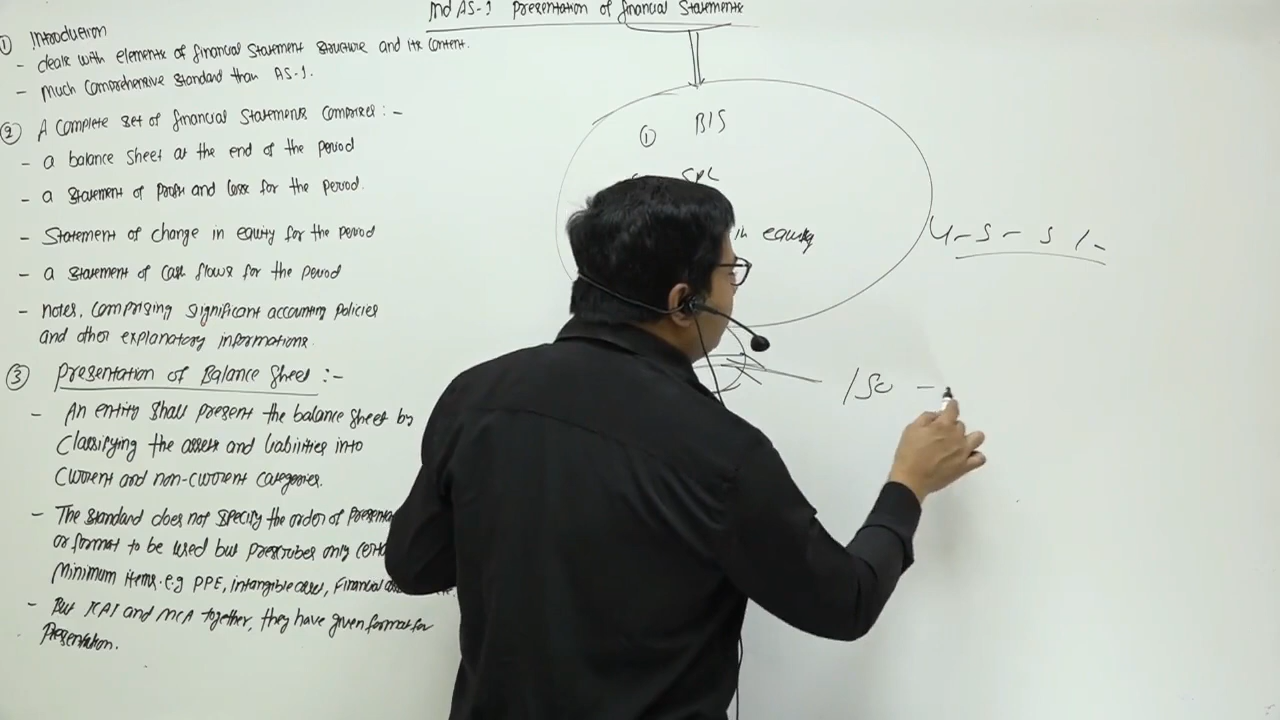 Ind AS-1 Presentation of financial Statements
① Introduction
- deals with elements of financial Statement Structure and its Content.
- Much Comprehensive Standard than AS-1.
② A Complete Set of financial Statements Comprises :-
- a balance sheet at the end of the period
- a Statement of profit and loss for the period.
- Statement of change in equity for the period
- a Statement of Cash flows for the period
- notes, Comprising significant accounting policies
and other explanatory informations.
③ Presentation of Balance Sheet :-
- An entity shall present the balance sheet by
Classifying the assets and liabilities into
Current and non-current categories.
- The standard does not specify the order of
or format to be used but prescribes only
Minimum items. e.g PPE, intangible asset, Financial
- But ICAI and MCA together, they have given format for
Presentation.
① B/S
SPL
in equity
4-5-5 %
150 -